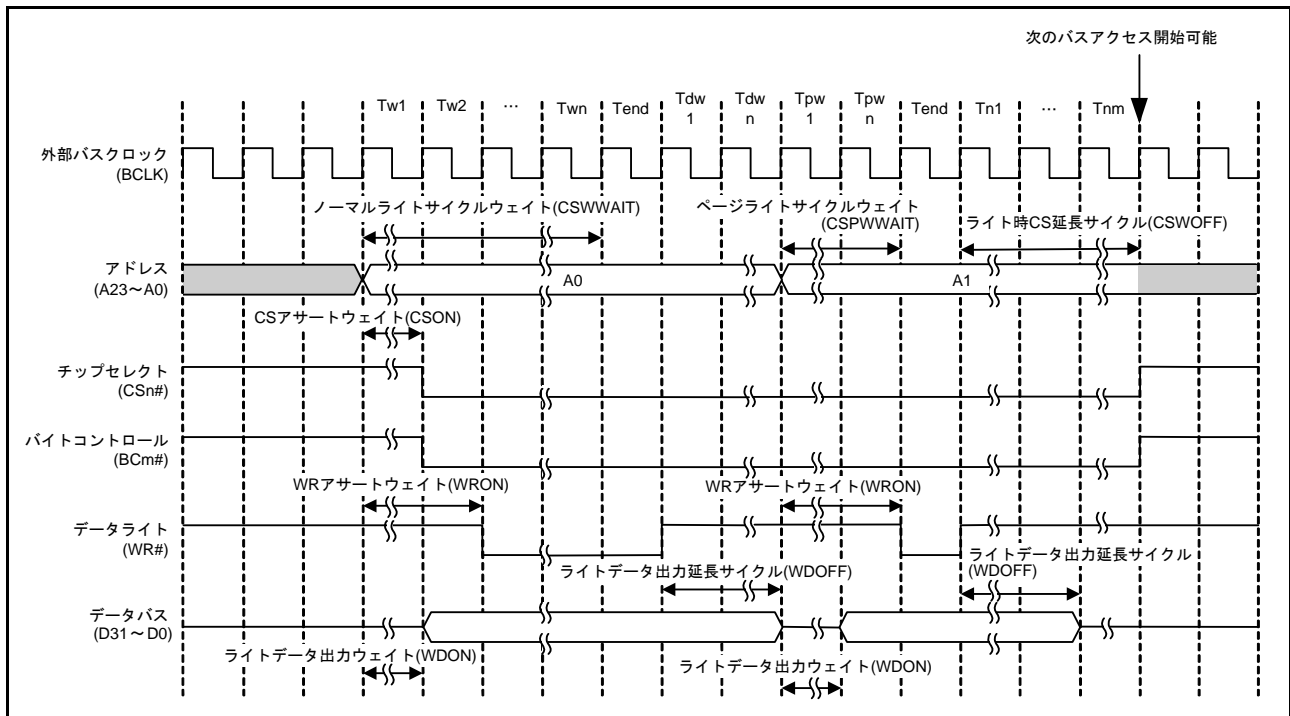 次のバスアクセス開始可能
Tw1 Tw2 … Twn Tend Tdw 1 Tdw n Tpw 1 Tpw n Tend Tn1 … Tnm
外部バスクロック
(BCLK)
ノーマルライトサイクルウェイト(CSWWAIT)
ページライトサイクルウェイト
(CSPWWAIT)
ライト時CS延長サイクル(CSWOFF)
アドレス
(A23～A0)
A0
A1
CSアサートウェイト(CSON)
チップセレクト
(CSn#)
バイトコントロール
(BCm#)
WRアサートウェイト(WRON)
WRアサートウェイト(WRON)
データライト
(WR#)
ライトデータ出力延長サイクル(WDOFF)
ライトデータ出力延長サイクル
(WDOFF)
データバス
(D31～D0)
ライトデータ出力ウェイト(WDON)
ライトデータ出力ウェイト(WDON)